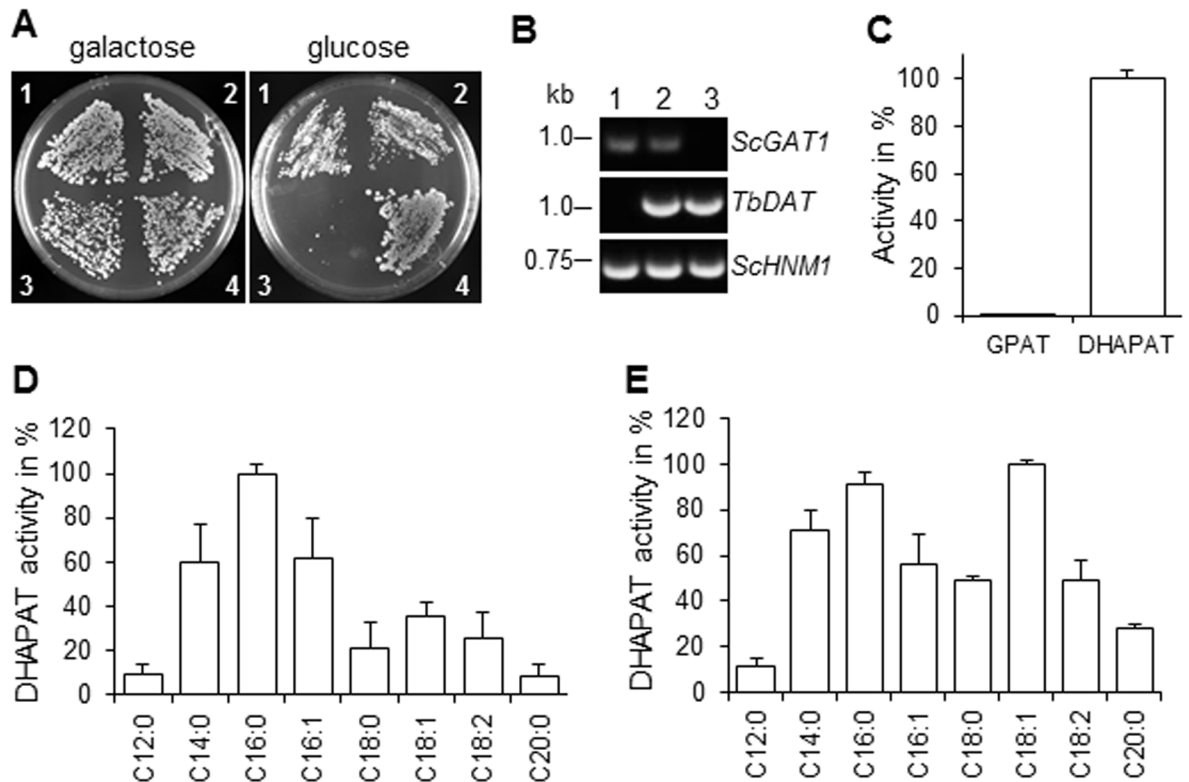 A
galactose
glucose
1
2
3
4
1
2
3
4
B
kb
1 2 3
1.0–
ScGAT1
1.0–
TbDAT
0.75–
ScHNM1
C
Activity in %
100
80
60
40
20
0
GPAT
DHAPAT
D
DHAPAT activity in %
120
100
80
60
40
20
0
C12:0
C14:0
C16:0
C16:1
C18:0
C18:1
C18:2
C20:0
E
DHAPAT activity in %
120
100
80
60
40
20
0
C12:0
C14:0
C16:0
C16:1
C18:0
C18:1
C18:2
C20:0